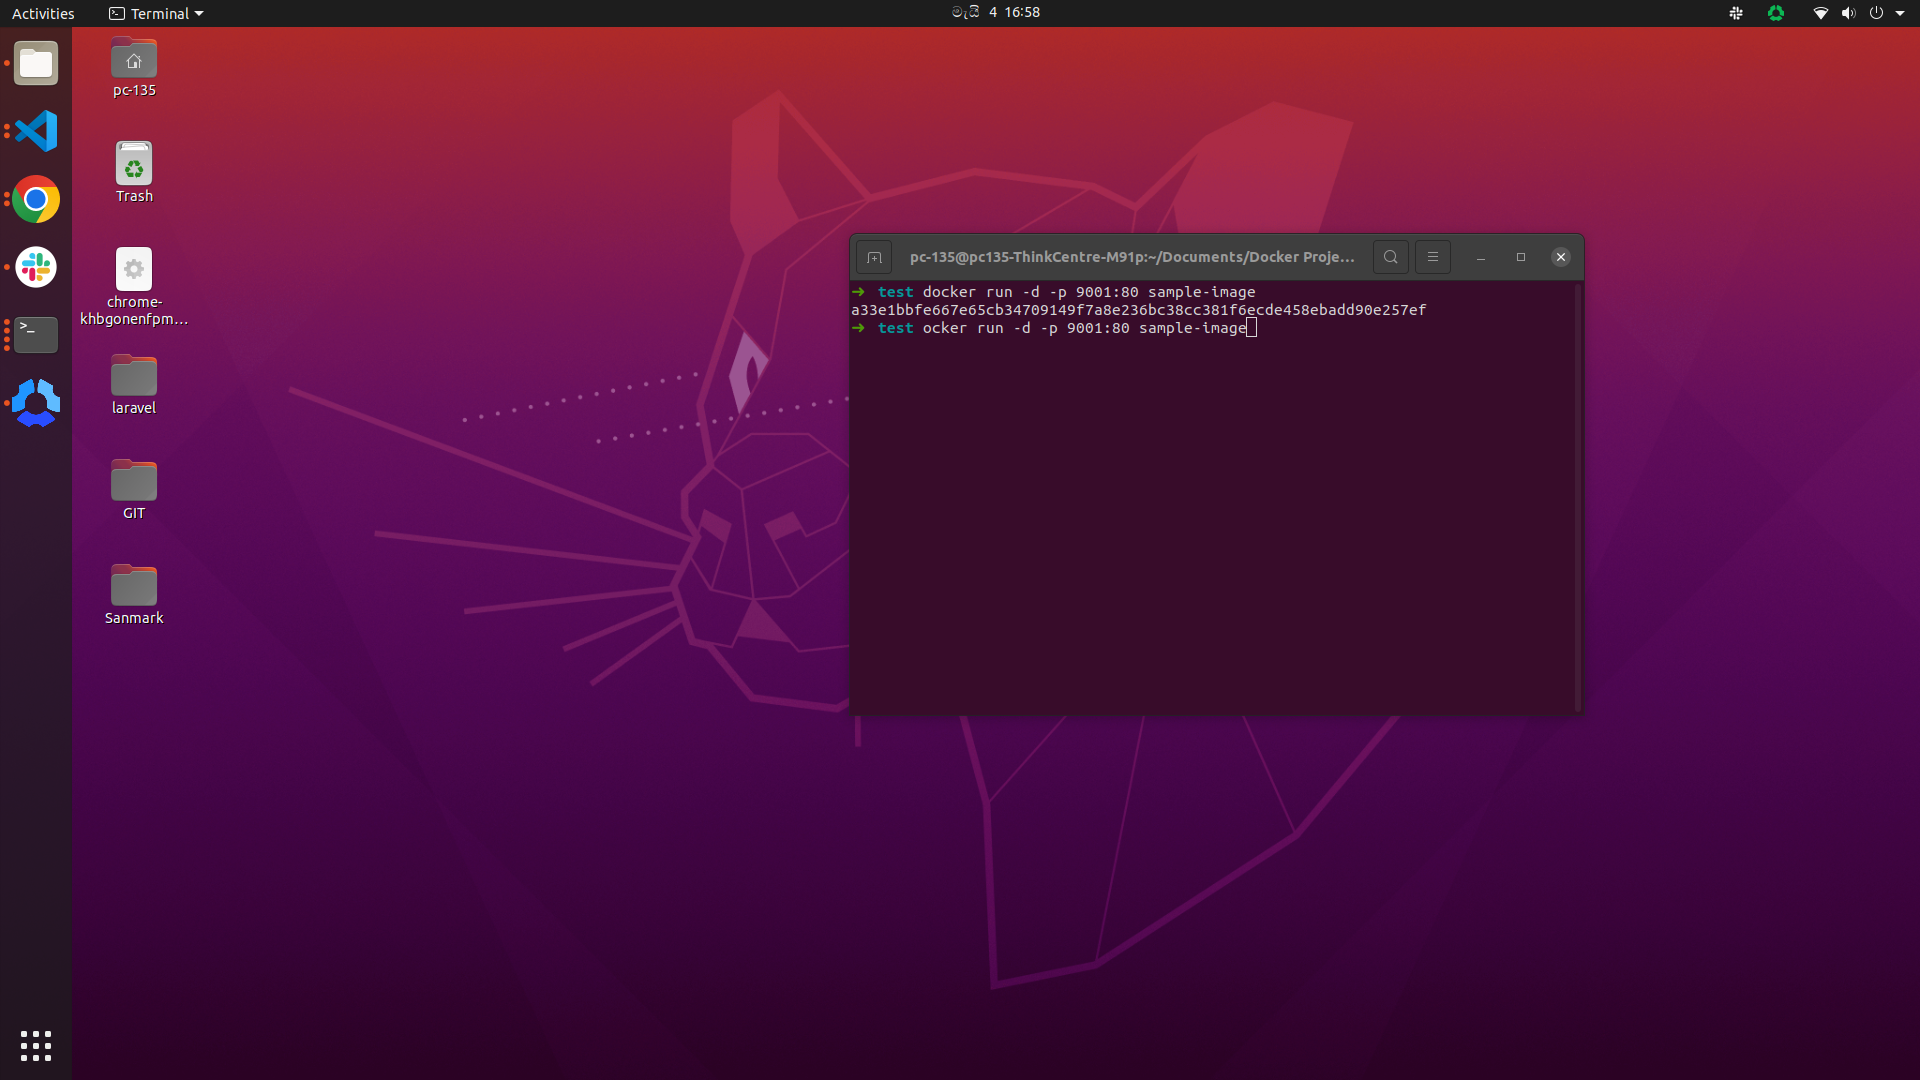 Activities
Terminal
මැයි 4 16:58
pc-135
Trash
chrome-
khbgonenfpm...
laravel
GIT
Sanmark
pc-135@pc135-ThinkCentre-M91p:~/Documents/Docker Proje...
➜ test docker run -d -p 9001:80 sample-image
a33e1bbfe667e65cb34709149f7a8e236bc38cc381f6ecde458ebadd90e257ef
➜ test ocker run -d -p 9001:80 sample-image